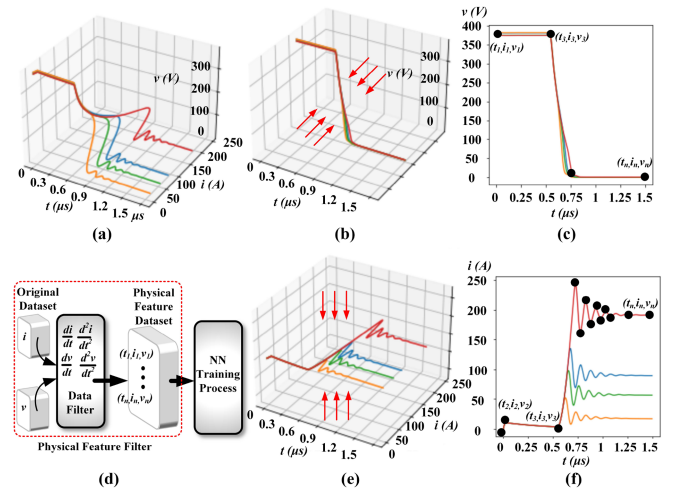 v (V)
300
200
100
0
250
200
150
100
50
0
i (A)
0
0.3
0.6
0.9
1.2
1.5
μs
t (μs)
(a)
v (V)
300
200
100
0
0
0.3
0.6
0.9
1.2
1.5
t (μs)
(b)
v (V)
400
350
300
250
200
150
100
50
0
(t1,i1,v1)
(t3,i3,v3)
(tn,in,vn)
0
0.25
0.5
0.75
1
1.25
1.5
t (μs)
(c)
Original
Dataset
i
v
di
dt
d²i
dt²
dv
dt
d²v
dt²
Data
Filter
Physical
Feature
Dataset
(t1,i1,v1)
(tn,in,vn)
NN
Training
Process
Physical Feature Filter
(d)
250
200
150
100
50
0
i (A)
0
0.3
0.6
0.9
1.2
1.5
t (μs)
(e)
i (A)
250
200
150
100
50
0
(tn,in,vn)
(t2,i2,v2)
(t3,i3,v3)
0
0.25
0.5
0.75
1
1.25
1.5
t (μs)
(f)